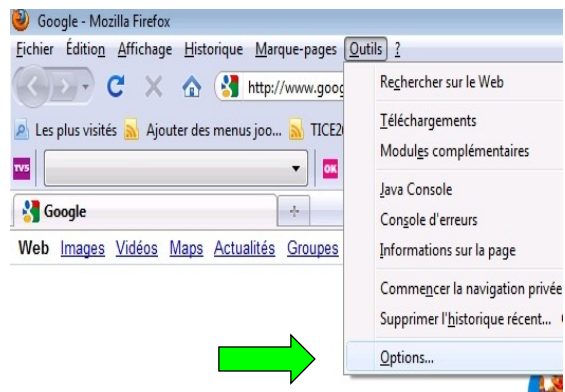 Google - Mozilla Firefox
Fichier Édition Affichage Historique Marque-pages Outils ?
http://www.goog
Les plus visités Ajouter des menus joo... TICE2
TV5 OK
Google
Web Images Vidéos Maps Actualités Groupes
Rechercher sur le Web
Téléchargements
Modules complémentaires
Java Console
Console d'erreurs
Informations sur la page
Commencer la navigation privée
Supprimer l'historique récent...
Options...